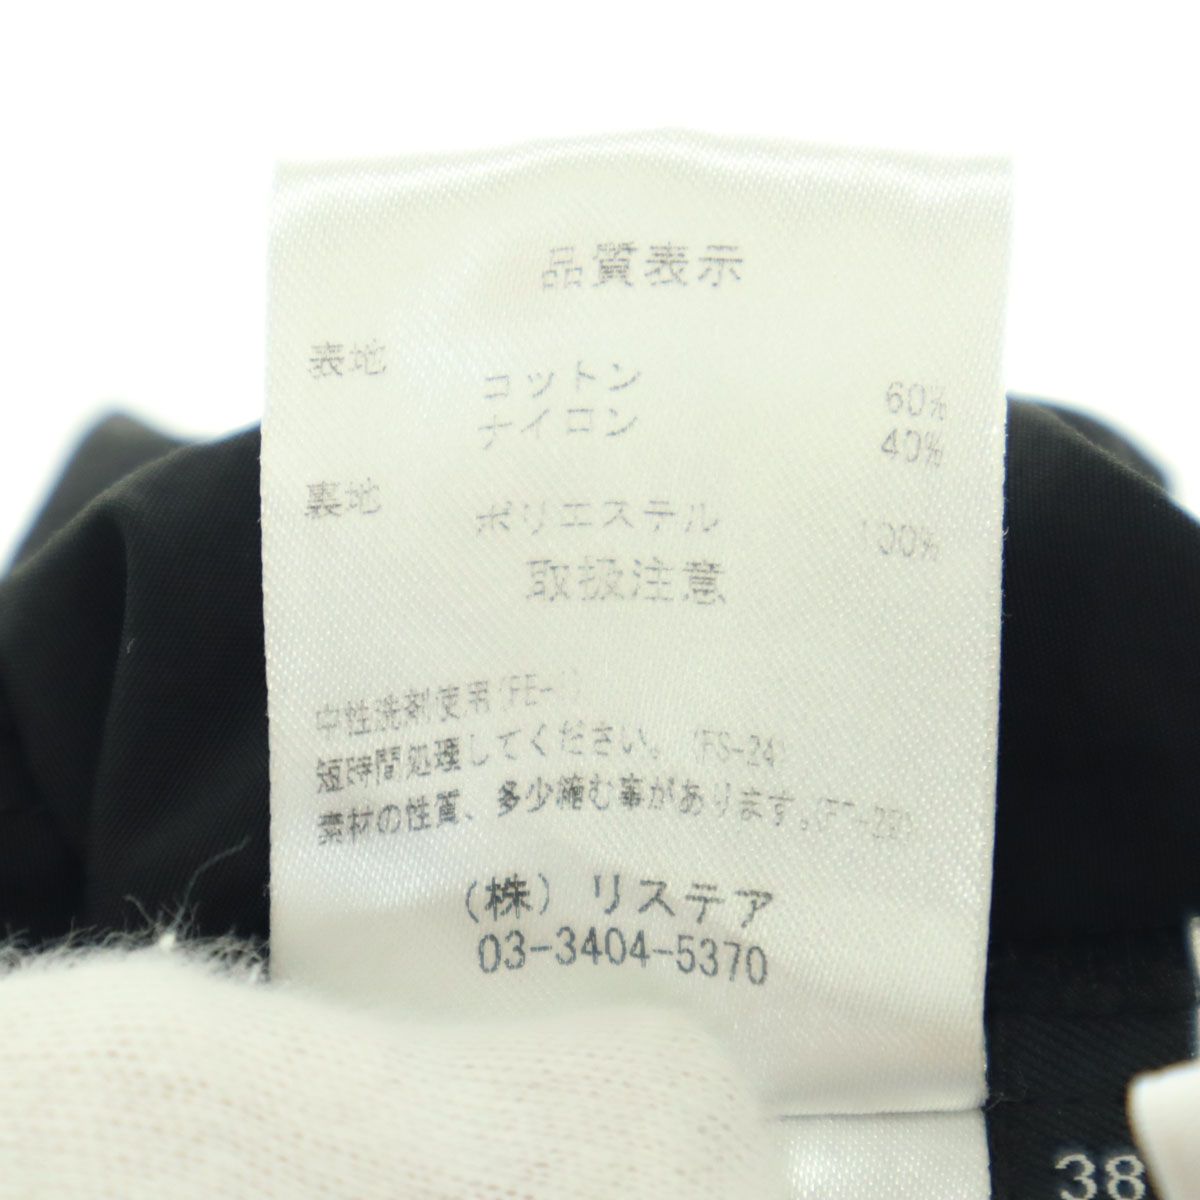 品質表示
表地
コットン 60%
ナイロン 40%
裏地
ポリエステル 100%
取扱注意
中性洗剤使用
短時間処理してください。(FS-24)
素材の性質、多少縮む事があります。
(株) リステア
03-3404-5370
38